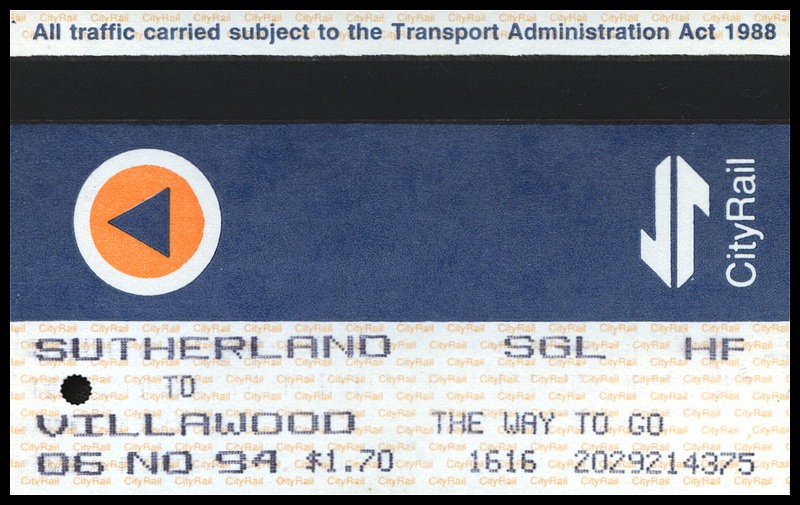 All traffic carried subject to the Transport Administration Act 1988
CityRail
SUTHERLAND SGL HF
TO
VILLAWOOD THE WAY TO GO
06 NO 94 $1.70 1616 2029214375